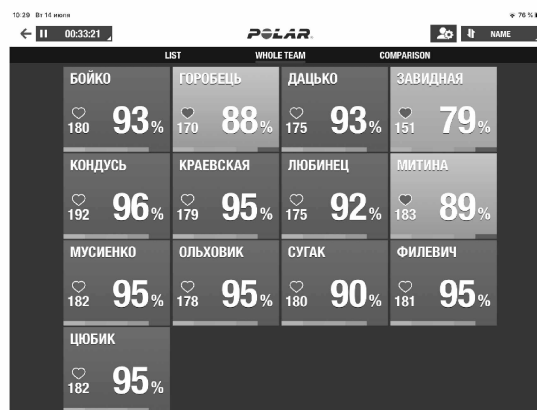 10:29 Вт 14 июня
76 %
00:33:21
POLAR
NAME
LIST
WHOLE TEAM
COMPARISON
БОЙКО
180 93%
ГОРОБЕЦЬ
170 88%
ДАЦЬКО
175 93%
ЗАВИДНАЯ
151 79%
КОНДУСЬ
192 96%
КРАЕВСКАЯ
179 95%
ЛЮБИНЕЦ
175 92%
МИТИНА
183 89%
МУСИЕНКО
182 95%
ОЛЬХОВИК
178 95%
СУГАК
180 90%
ФИЛЕВИЧ
181 95%
ЦЮБИК
182 95%